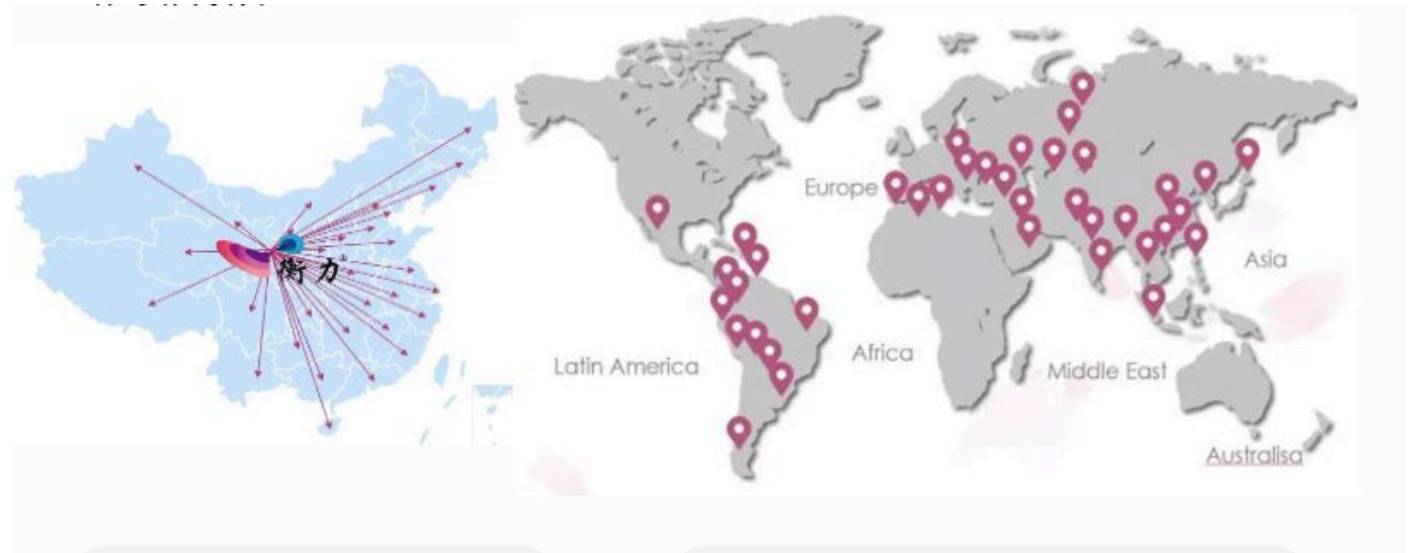 衡力®
Europe
Asia
Latin America
Africa
Middle East
Australisa